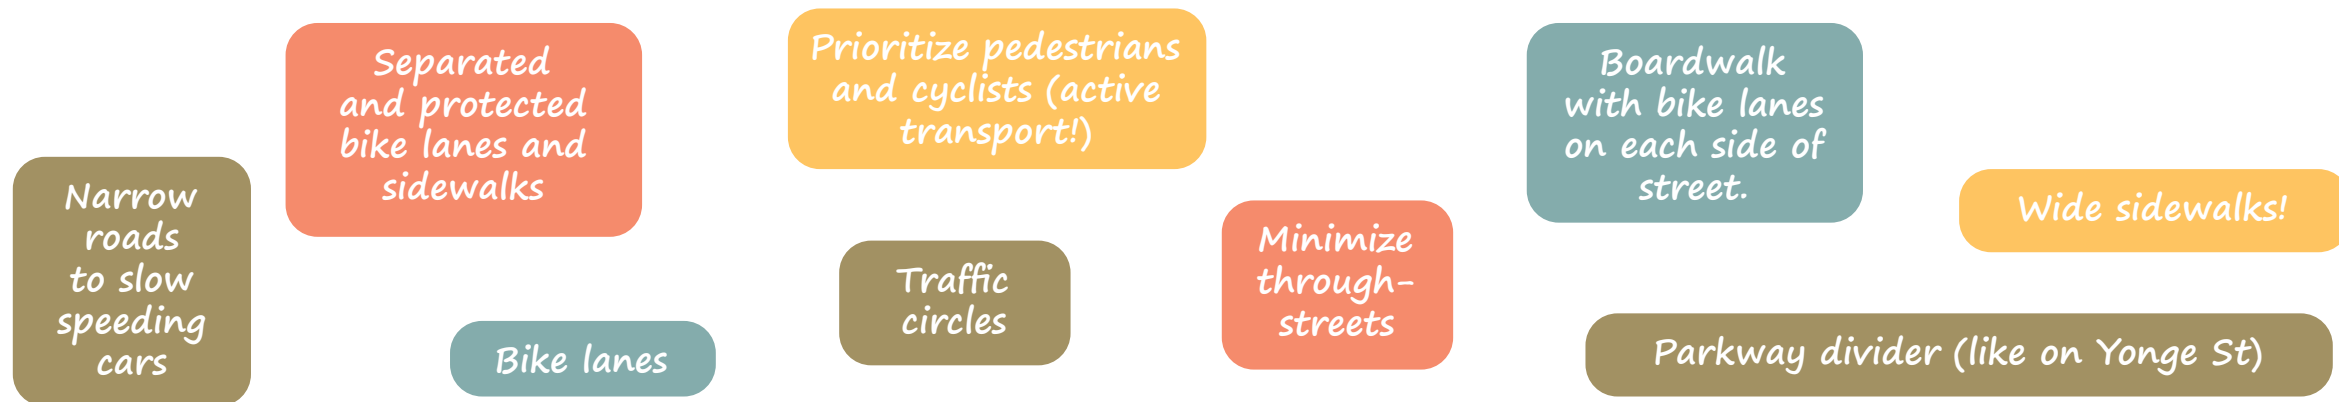 Narrow
roads
to slow
speeding
cars
Separated
and protected
bike lanes and
sidewalks
Bike lanes
Prioritize pedestrians
and cyclists (active
transport!)
Traffic
circles
Minimize
through-
streets
Boardwalk
with bike lanes
on each side of
street.
Wide sidewalks!
Parkway divider (like on Yonge St)